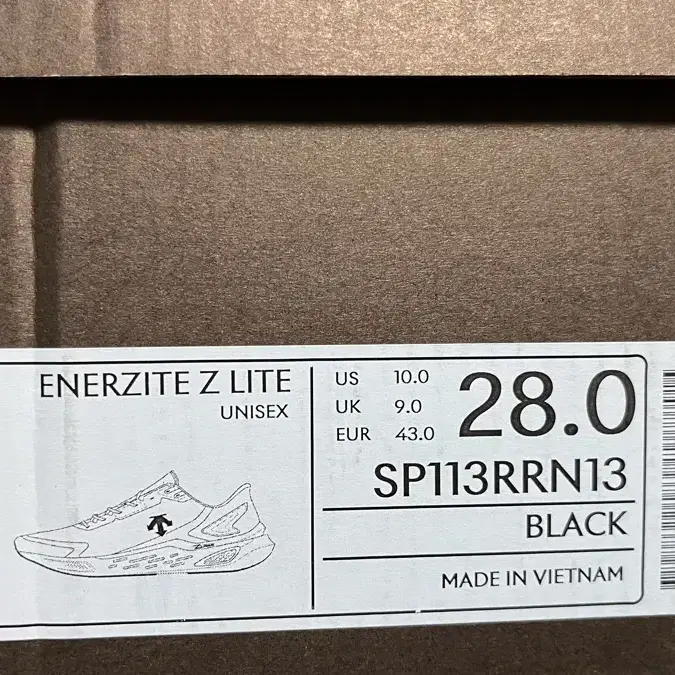 ENERZITE Z LITE
UNISEX
US 10.0
UK 9.0
EUR 43.0
28.0
SP113RRN13
BLACK
MADE IN VIETNAM